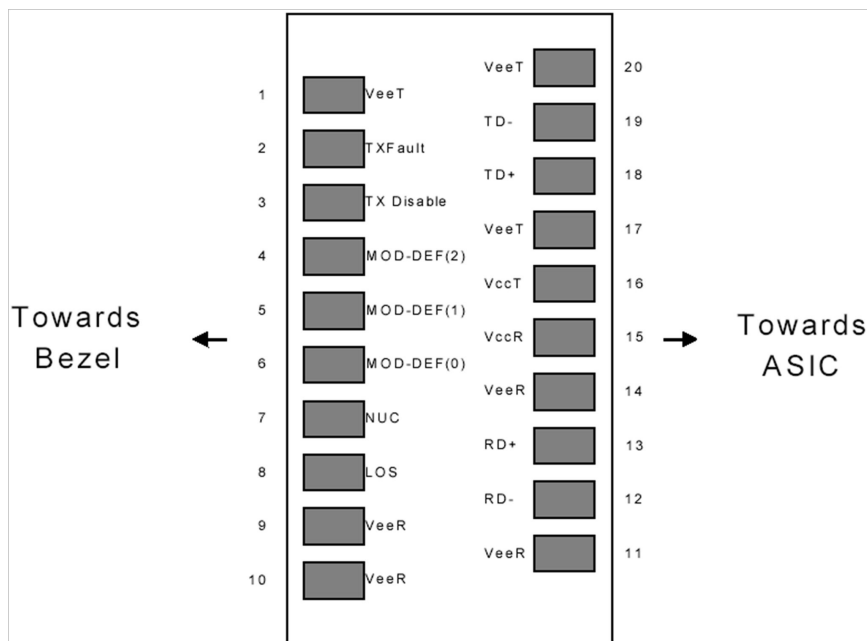 VeeT 20
1 VeeT
TD- 19
2 TXFault
TD+ 18
3 TX Disable
VeeT 17
4 MOD-DEF(2)
VccT 16
5 MOD-DEF(1)
Towards
Bezel
VccR 15
Towards
ASIC
6 MOD-DEF(0)
VeeR 14
7 NUC
RD+ 13
8 LOS
RD- 12
9 VeeR
VeeR 11
10 VeeR